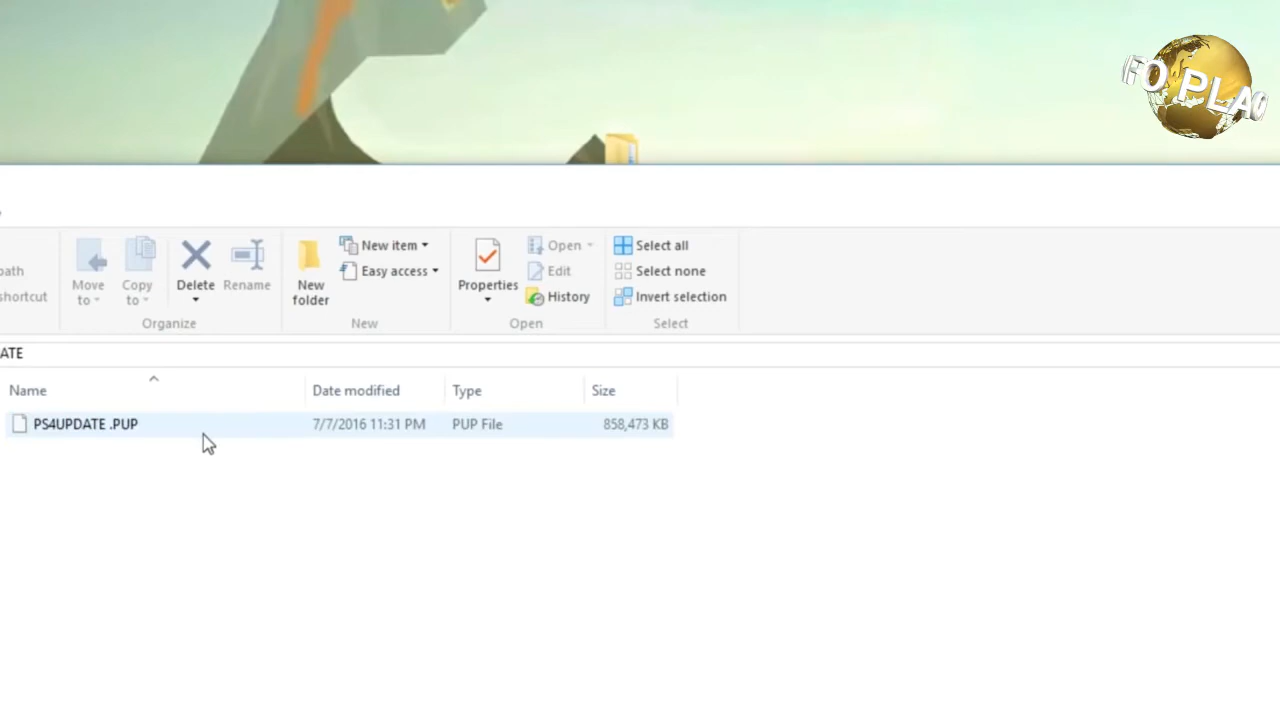 FO PLAC
New item
Open
Select all
path
Easy access
Edit
Select none
Move
to
Copy
to
Delete
Rename
New
folder
Properties
shortcut
History
Invert selection
Organize
New
Open
Select
ATE
Name
Date modified
Type
Size
PS4UPDATE .PUP
7/7/2016 11:31 PM
PUP File
858,473 KB